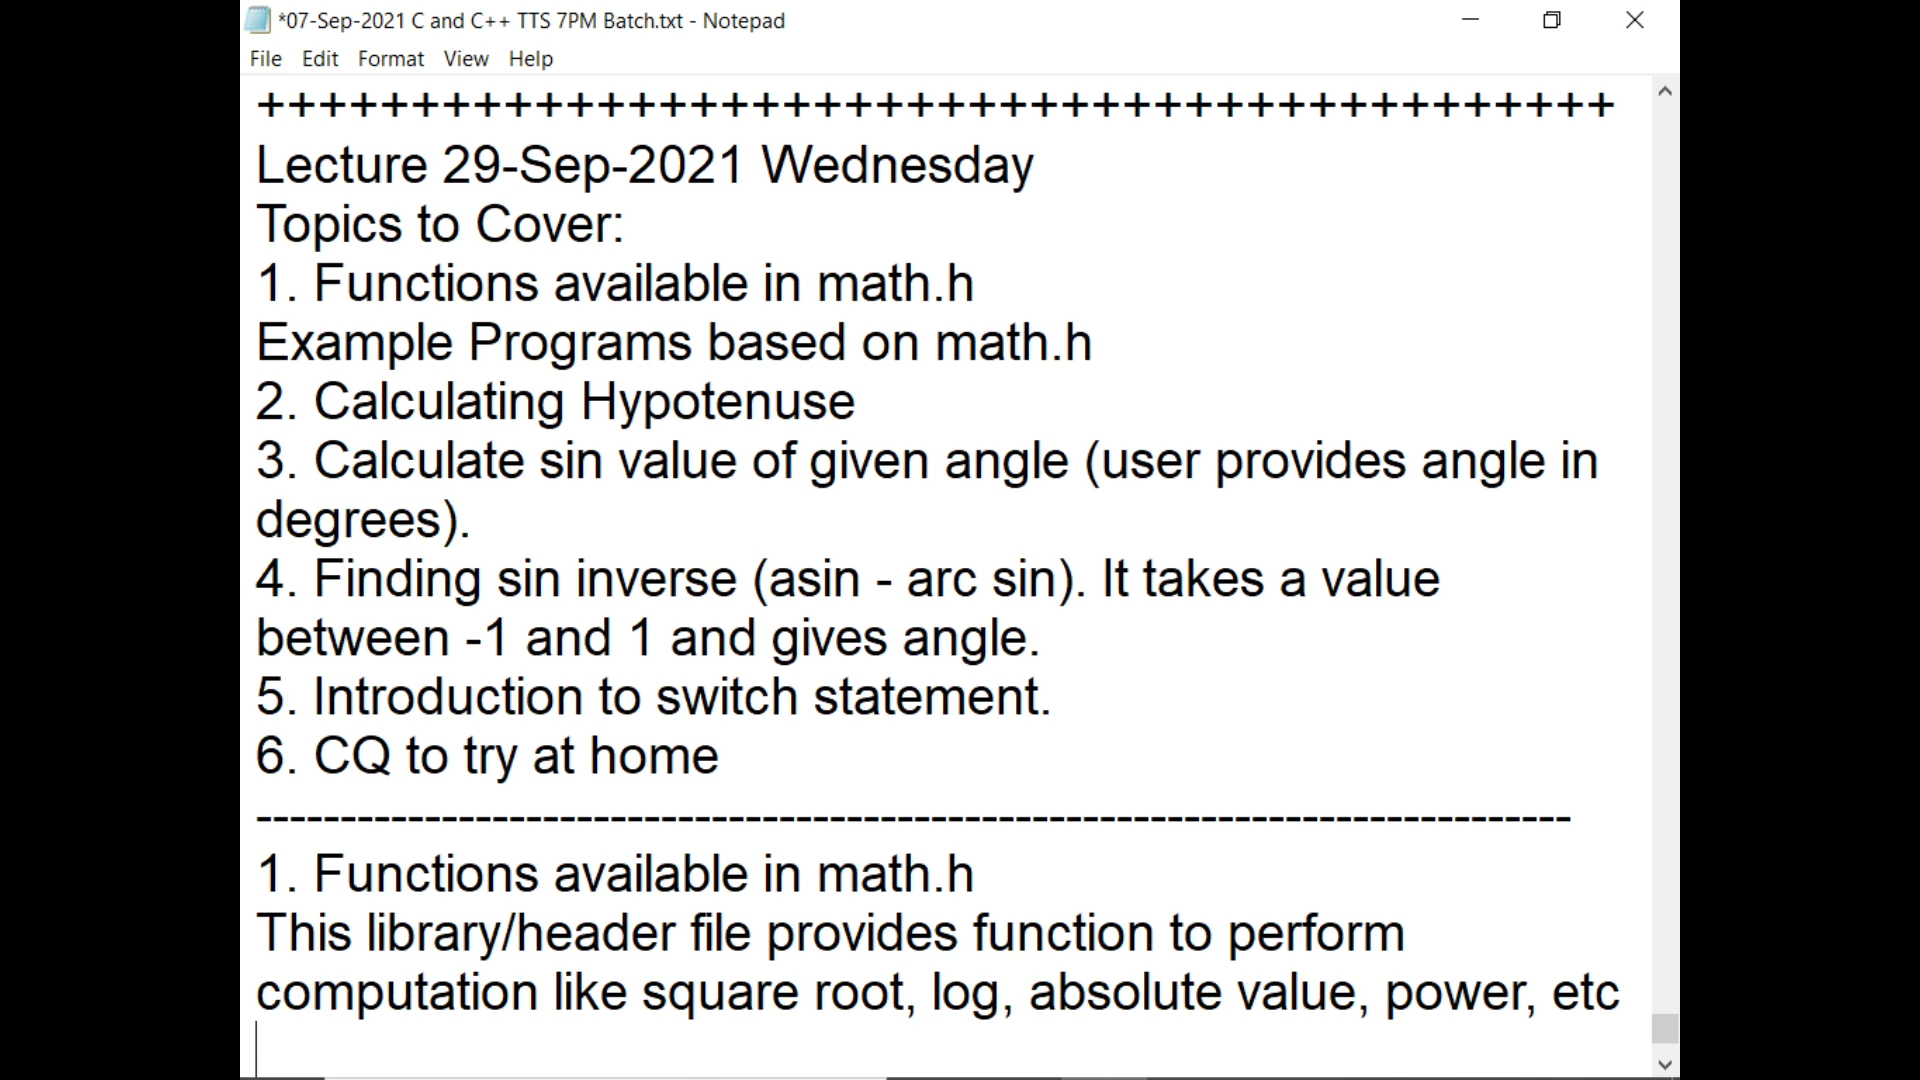 *07-Sep-2021 C and C++ TTS 7PM Batch.txt - Notepad
File Edit Format View Help
++++++++++++++++++++++++++++++++++++++++++++
Lecture 29-Sep-2021 Wednesday
Topics to Cover:
1. Functions available in math.h
Example Programs based on math.h
2. Calculating Hypotenuse
3. Calculate sin value of given angle (user provides angle in
degrees).
4. Finding sin inverse (asin - arc sin). It takes a value
between -1 and 1 and gives angle.
5. Introduction to switch statement.
6. CQ to try at home
-------------------------------------------------------------------------------
1. Functions available in math.h
This library/header file provides function to perform
computation like square root, log, absolute value, power, etc